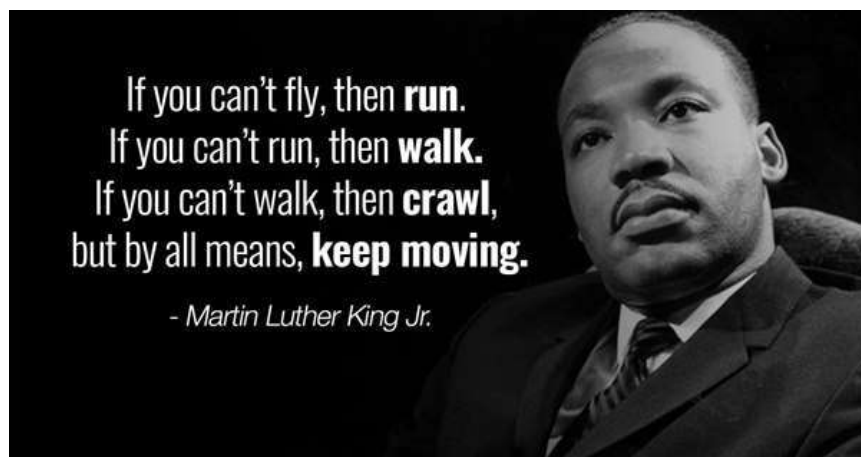 If you can’t fly, then run.
If you can’t run, then walk.
If you can’t walk, then crawl,
but by all means, keep moving.
- Martin Luther King Jr.